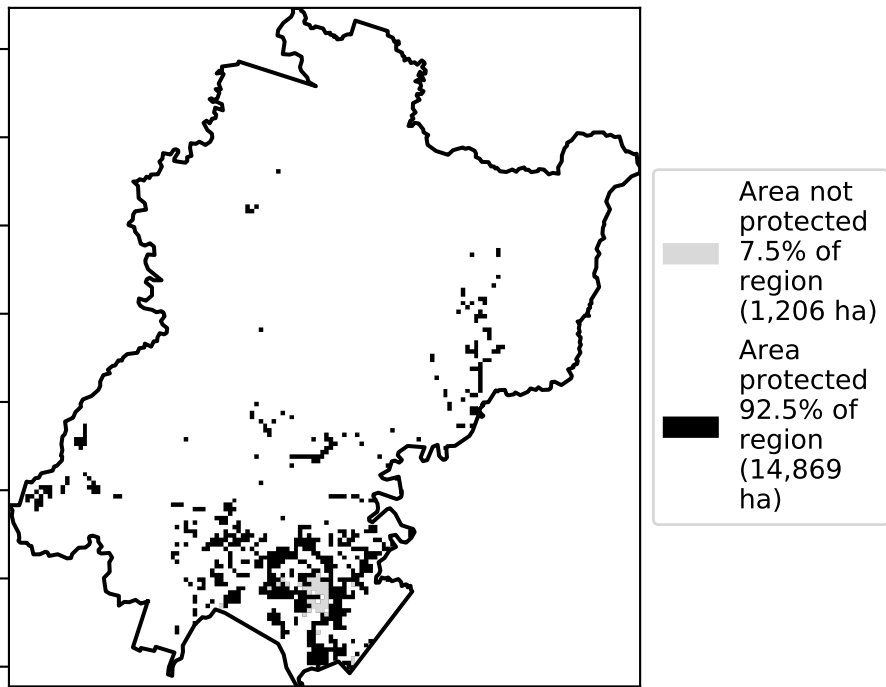 Area not
protected
7.5% of
region
(1,206 ha)
Area
protected
92.5% of
region
(14,869
ha)